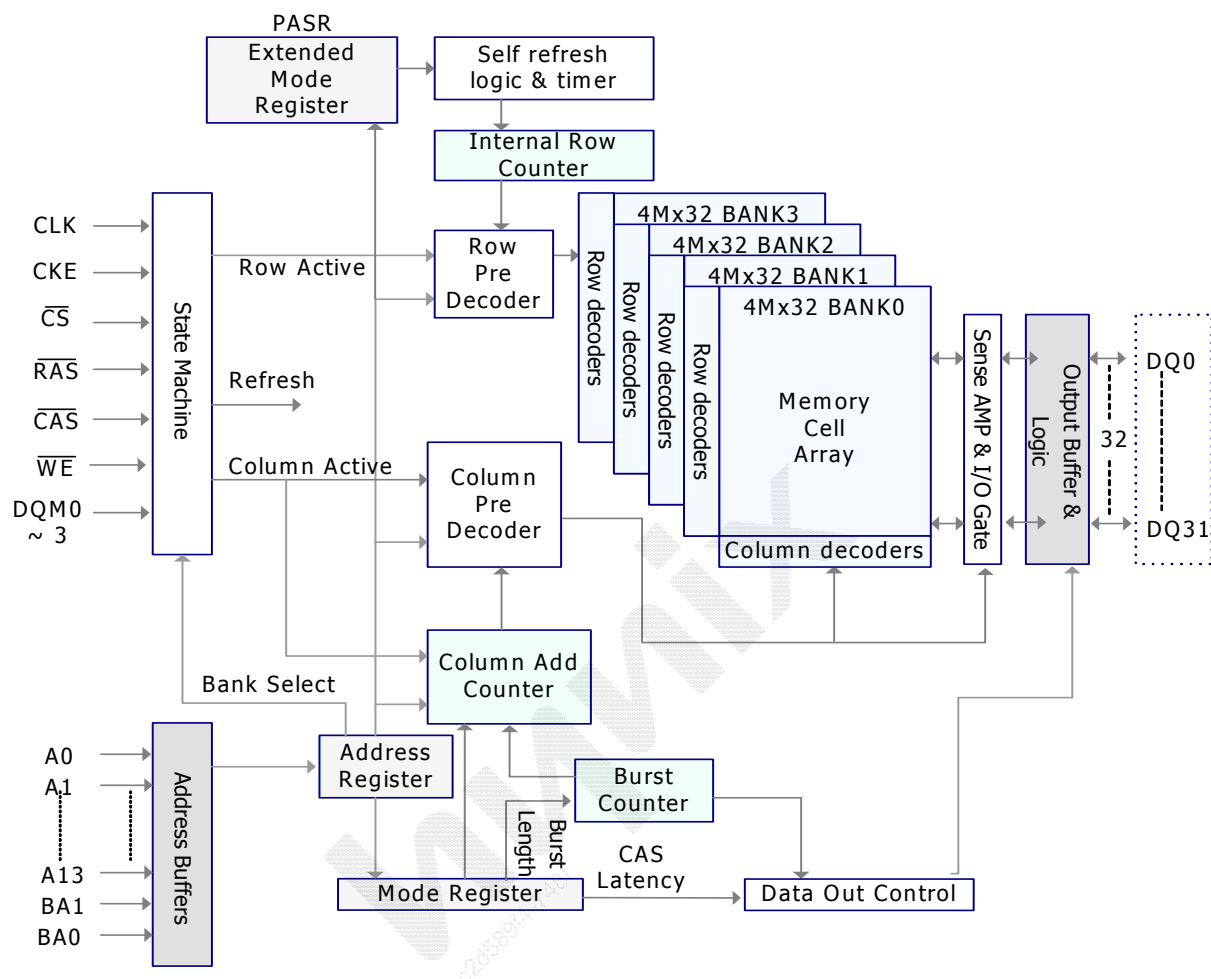 PASR
Extended
Mode
Register
Self refresh
logic & timer
Internal Row
Counter
CLK
CKE
CS
RAS
CAS
WE
DQM0
~ 3
State Machine
Row Active
Refresh
Column Active
Row
Pre
Decoder
Column
Pre
Decoder
Row decoders
Row decoders
Row decoders
Row decoders
4Mx32 BANK3
4Mx32 BANK2
4Mx32 BANK1
4Mx32 BANK0
Memory
Cell
Array
Column decoders
Sense AMP & I/O Gate
Output Buffer &
Logic
32
DQ0
DQ31
Column Add
Counter
Bank Select
A0
A1
A13
BA1
BA0
Address Buffers
Address
Register
Burst
Counter
Burst
Length
Mode Register
CAS
Latency
Data Out Control